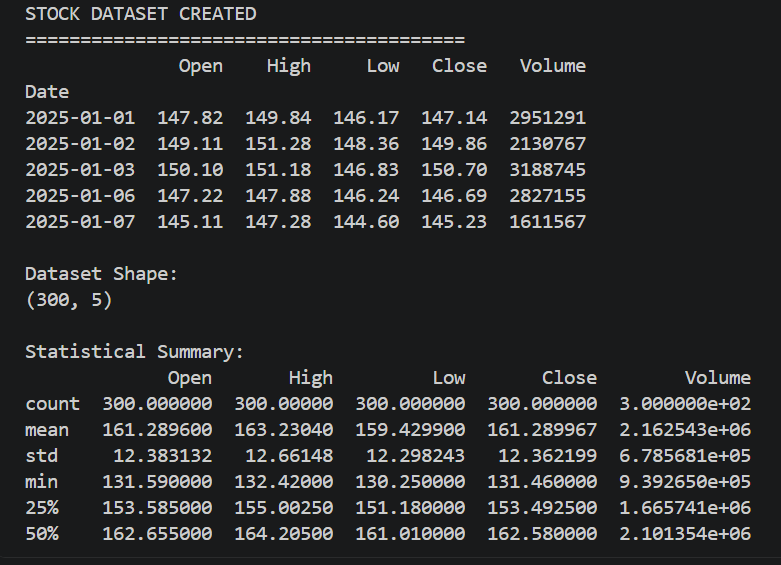 STOCK DATASET CREATED
========================================
Open High Low Close Volume
Date
2025-01-01 147.82 149.84 146.17 147.14 2951291
2025-01-02 149.11 151.28 148.36 149.86 2130767
2025-01-03 150.10 151.18 146.83 150.70 3188745
2025-01-06 147.22 147.88 146.24 146.69 2827155
2025-01-07 145.11 147.28 144.60 145.23 1611567
Dataset Shape:
(300, 5)
Statistical Summary:
Open High Low Close Volume
count 300.000000 300.00000 300.000000 300.000000 3.000000e+02
mean 161.289600 163.23040 159.429900 161.289967 2.162543e+06
std 12.383132 12.66148 12.298243 12.362199 6.785681e+05
min 131.590000 132.42000 130.250000 131.460000 9.392650e+05
25% 153.585000 155.00250 151.180000 153.492500 1.665741e+06
50% 162.655000 164.20500 161.010000 162.580000 2.101354e+06